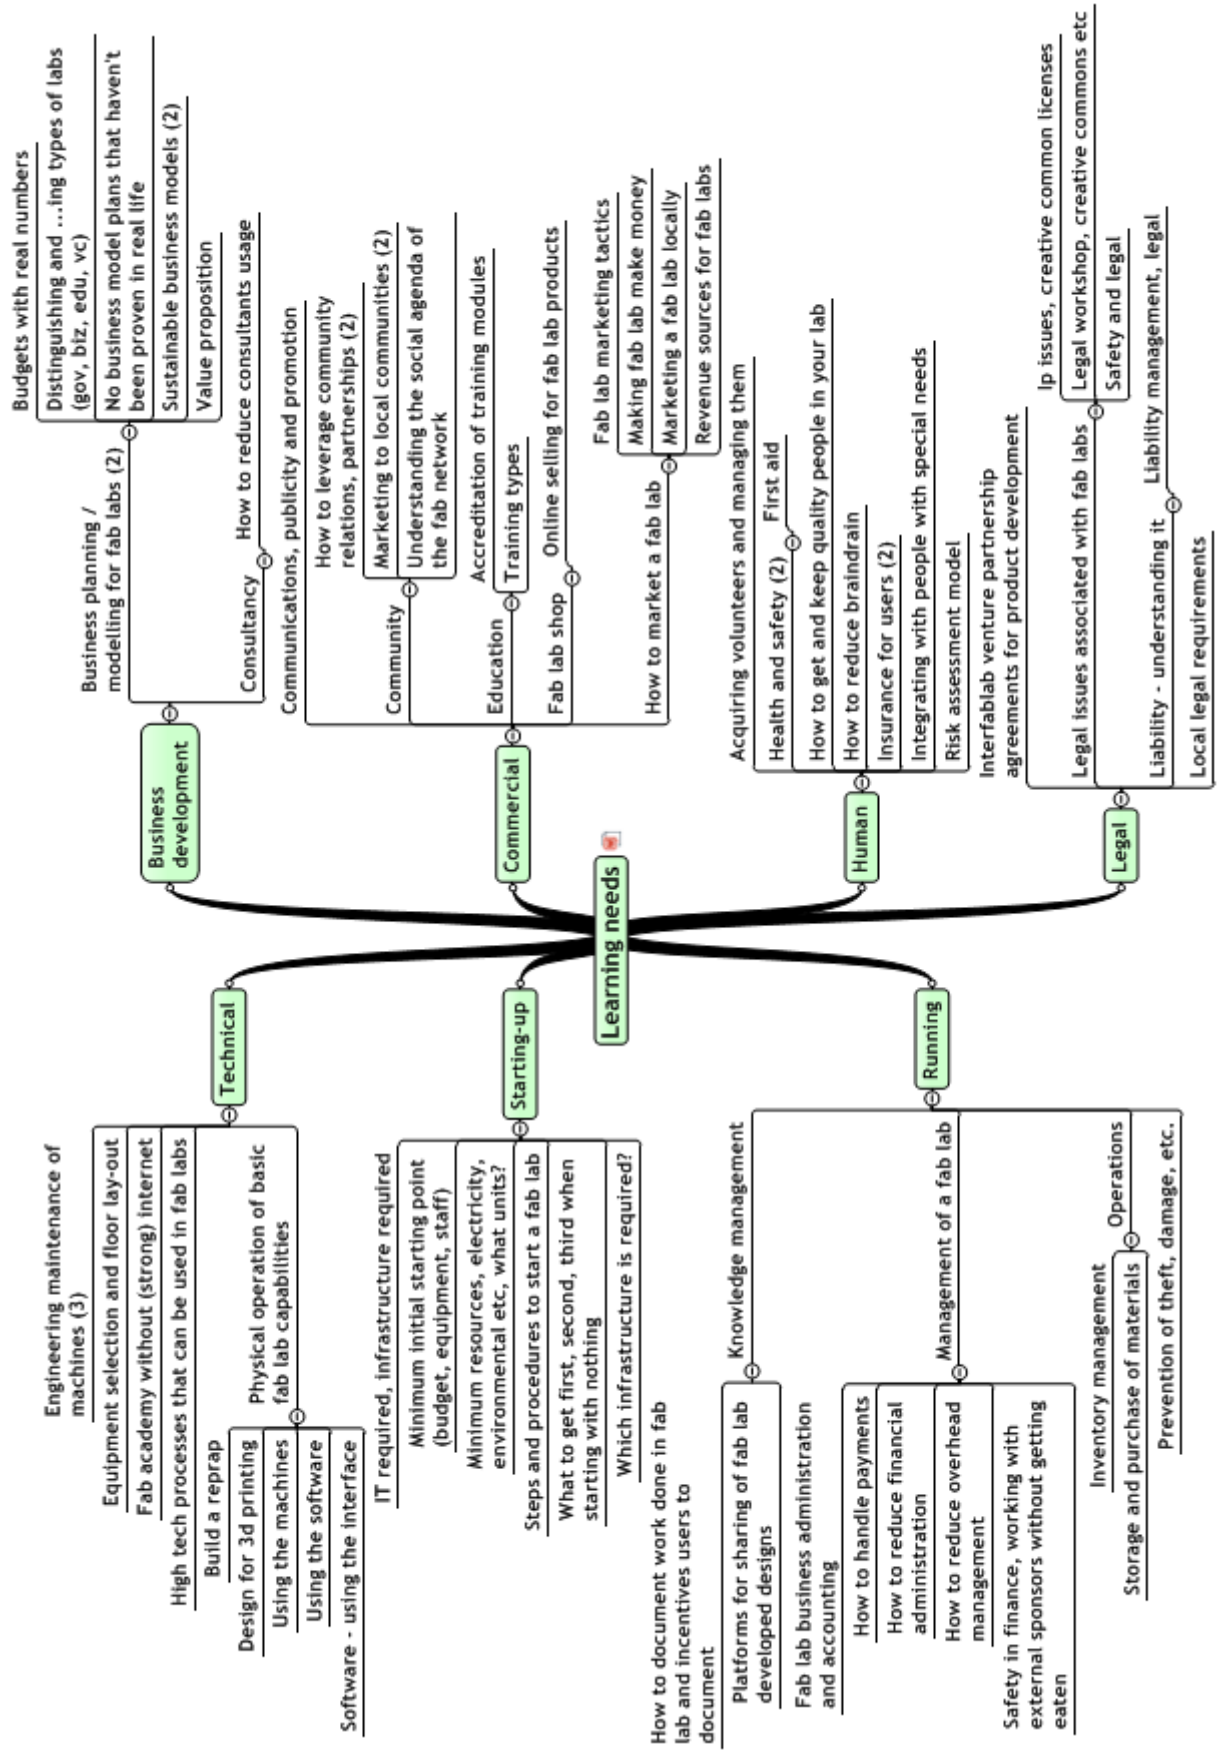 Learning needs
Technical
Engineering maintenance of
machines (3)
Equipment selection and floor lay-out
Fab academy without (strong) internet
High tech processes that can be used in fab labs
Physical operation of basic
fab lab capabilities
Build a reprap
Design for 3d printing
Using the machines
Using the software
Software - using the interface
Starting-up
IT required, infrastructure required
Minimum initial starting point
(budget, equipment, staff)
Minimum resources, electricity,
environmental etc, what units?
Steps and procedures to start a fab lab
What to get first, second, third when
starting with nothing
Which infrastructure is required?
Running
Knowledge management
How to document work done in fab
lab and incentives users to
document
Platforms for sharing of fab lab
developed designs
Management of a fab lab
Fab lab business administration
and accounting
How to handle payments
How to reduce financial
administration
How to reduce overhead
management
Safety in finance, working with
external sponsors without getting
eaten
Operations
Inventory management
Storage and purchase of materials
Prevention of theft, damage, etc.
Business
development
Business planning /
modelling for fab labs (2)
Budgets with real numbers
Distinguishing and ...ing types of labs
(gov, biz, edu, vc)
No business model plans that haven't
been proven in real life
Sustainable business models (2)
Value proposition
Consultancy
How to reduce consultants usage
Commercial
Communications, publicity and promotion
Community
How to leverage community
relations, partnerships (2)
Marketing to local communities (2)
Understanding the social agenda of
the fab network
Education
Accreditation of training modules
Training types
Fab lab shop
Online selling for fab lab products
How to market a fab lab
Fab lab marketing tactics
Making fab lab make money
Marketing a fab lab locally
Revenue sources for fab labs
Human
Acquiring volunteers and managing them
Health and safety (2)
First aid
How to get and keep quality people in your lab
How to reduce braindrain
Insurance for users (2)
Integrating with people with special needs
Risk assessment model
Legal
Interfablab venture partnership
agreements for product development
Legal issues associated with fab labs
Ip issues, creative common licenses
Legal workshop, creative commons etc
Safety and legal
Liability - understanding it
Liability management, legal
Local legal requirements